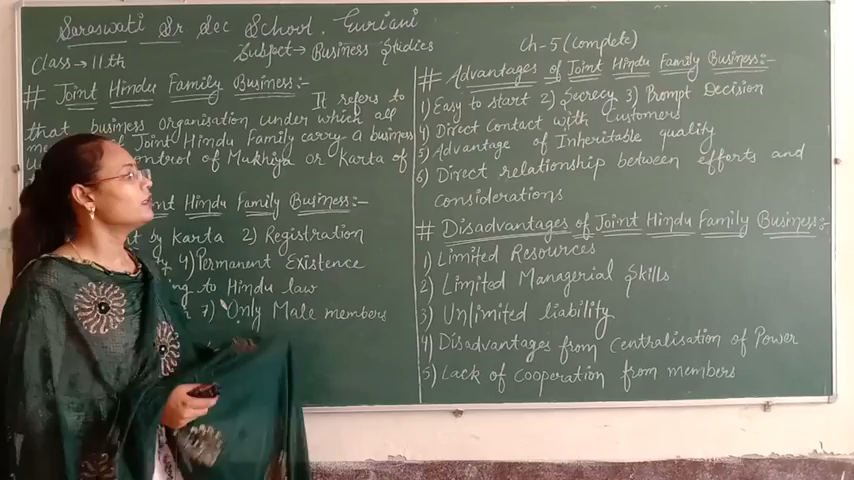 Saraswati Sr Sec School. Guriani
Class → 11th
Subject → Business Studies
Ch-5 (complete)
# Joint Hindu Family Business:-
It refers to
that business Organisation under which all
Joint Hindu Family carry a business
control of Mukhiya or Karta of
Hindu Family Business:-
by Karta 2) Registration
4) Permanent Existence
to Hindu law
7) Only Male members
# Advantages of Joint Hindu Family Business:-
1) Easy to start 2) Secrecy 3) Prompt Decision
4) Direct Contact with Customers
5) Advantage of Inheritable quality
6) Direct relationship between efforts and
considerations
# Disadvantages of Joint Hindu Family Business:-
1) Limited Resources
2) Limited Managerial Skills
3) Unlimited liability
4) Disadvantages from Centralisation of Power
5) Lack of Cooperation from members